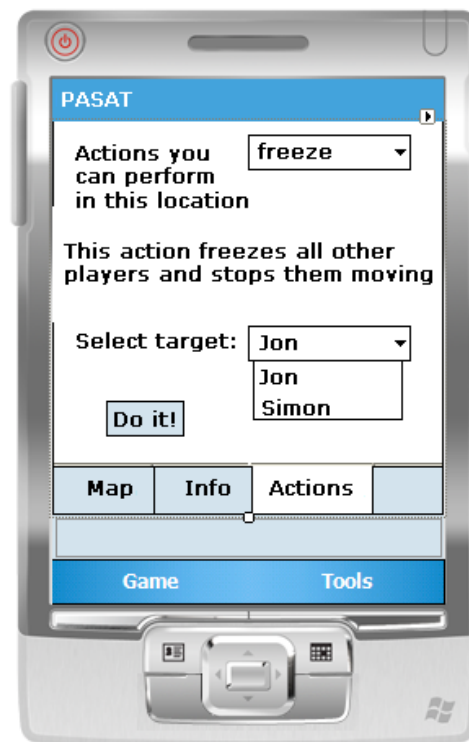 PASAT
Actions you
can perform
in this location
freeze
This action freezes all other
players and stops them moving
Select target:
Jon
Jon
Simon
Do it!
Map
Info
Actions
Game
Tools